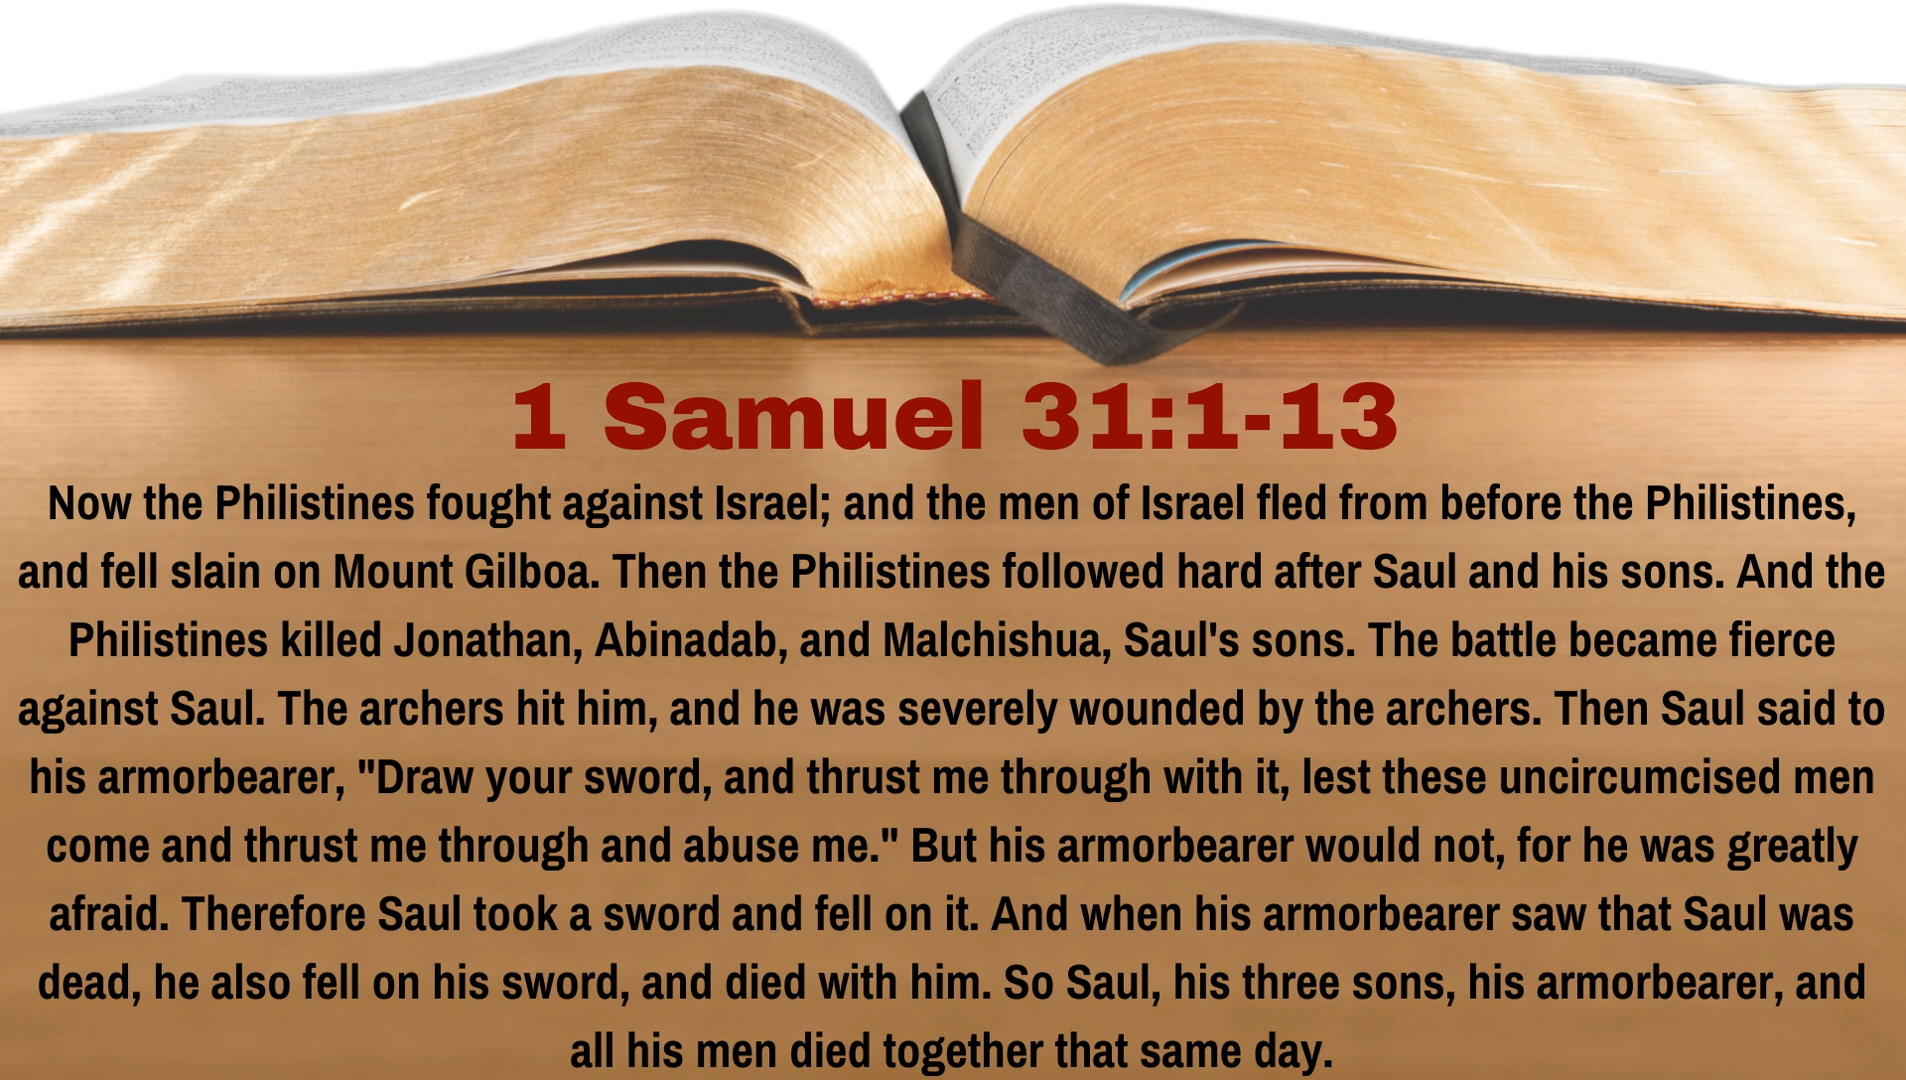 1 Samuel 31:1-13
Now the Philistines fought against Israel; and the men of Israel fled from before the Philistines,
and fell slain on Mount Gilboa. Then the Philistines followed hard after Saul and his sons. And the
Philistines killed Jonathan, Abinadab, and Malchishua, Saul's sons. The battle became fierce
against Saul. The archers hit him, and he was severely wounded by the archers. Then Saul said to
his armorbearer, "Draw your sword, and thrust me through with it, lest these uncircumcised men
come and thrust me through and abuse me." But his armorbearer would not, for he was greatly
afraid. Therefore Saul took a sword and fell on it. And when his armorbearer saw that Saul was
dead, he also fell on his sword, and died with him. So Saul, his three sons, his armorbearer, and
all his men died together that same day.